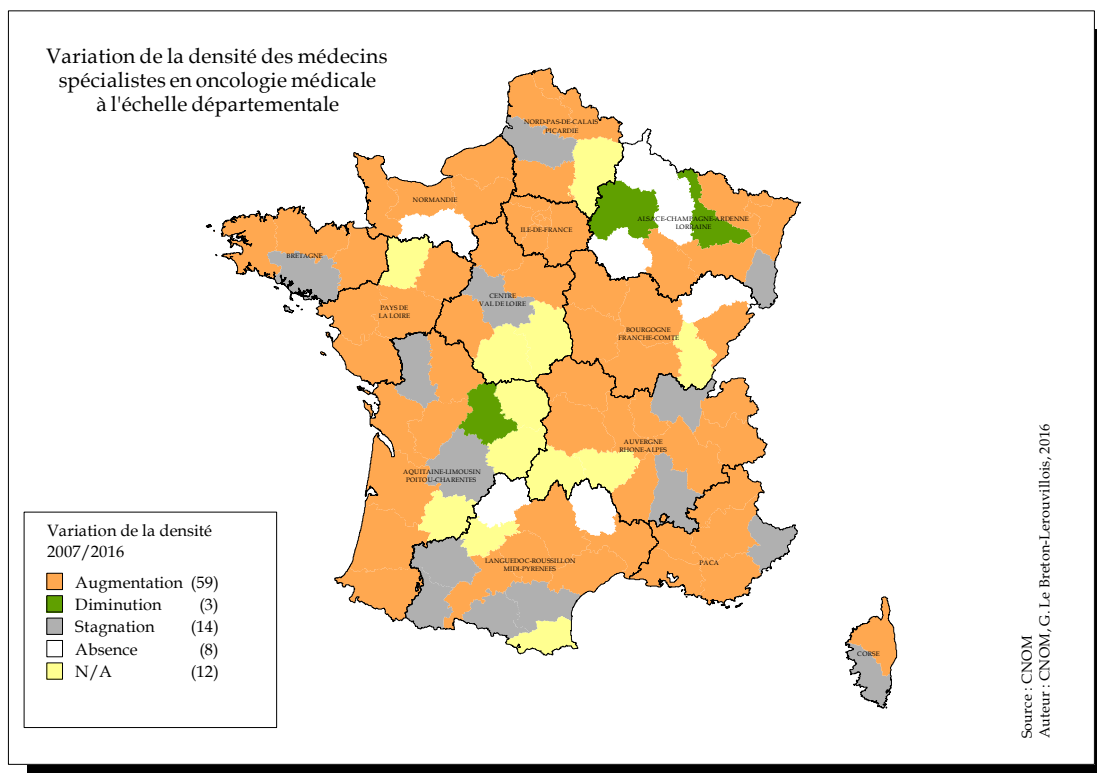 Variation de la densité des médecins
spécialistes en oncologie médicale
à l'échelle départementale
NORD-PAS-DE-CALAIS
PICARDIE
NORMANDIE
ILE-DE-FRANCE
ALSACE-CHAMPAGNE-ARDENNE
LORRAINE
BRETAGNE
PAYS DE
LA LOIRE
CENTRE
VAL DE LOIRE
BOURGOGNE
FRANCHE-COMTE
AUVERGNE
RHONE-ALPES
AQUITAINE-LIMOUSIN
POITOU-CHARENTES
LANGUEDOC-ROUSSILLON
MIDI-PYRENEES
PACA
CORSE
Variation de la densité
2007/2016
Augmentation (59)
Diminution (3)
Stagnation (14)
Absence (8)
N/A (12)
Source : CNOM
Auteur : CNOM, G. Le Breton-Lerouvillois, 2016